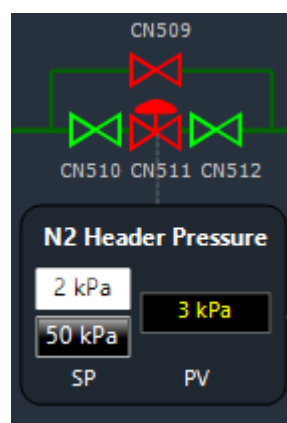 CN509
CN510 CN511 CN512
N2 Header Pressure
2 kPa
3 kPa
50 kPa
SP PV